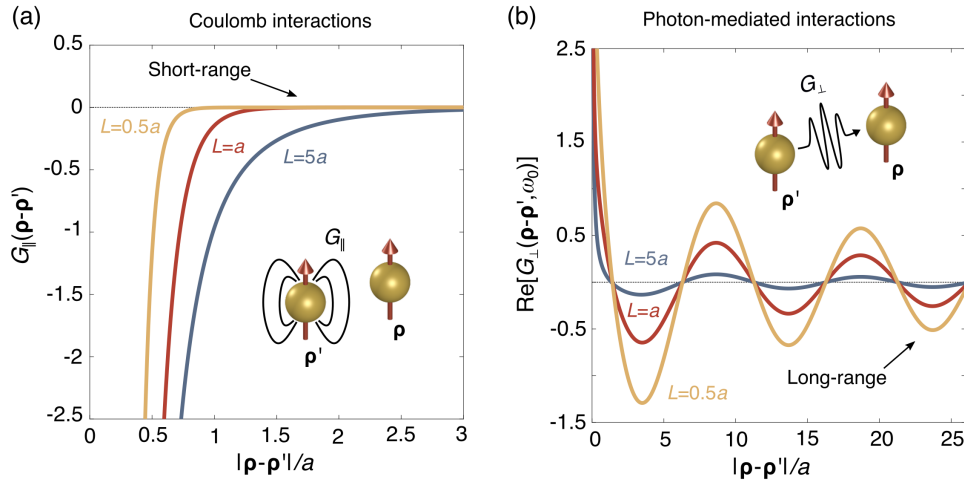 (a)
Coulomb interactions
0.5
0
-0.5
-1
-1.5
-2
-2.5
G∥(ρ-ρ')
Short-range
L=0.5a
L=a
L=5a
G∥
ρ'
ρ
0
0.5
1
1.5
2
2.5
3
|ρ-ρ'|/a
(b)
Photon-mediated interactions
2.5
1.5
0.5
-0.5
-1.5
Re[G⊥(ρ-ρ',ω₀)]
G⊥
ρ'
ρ
L=5a
L=a
L=0.5a
Long-range
0
5
10
15
20
25
|ρ-ρ'|/a